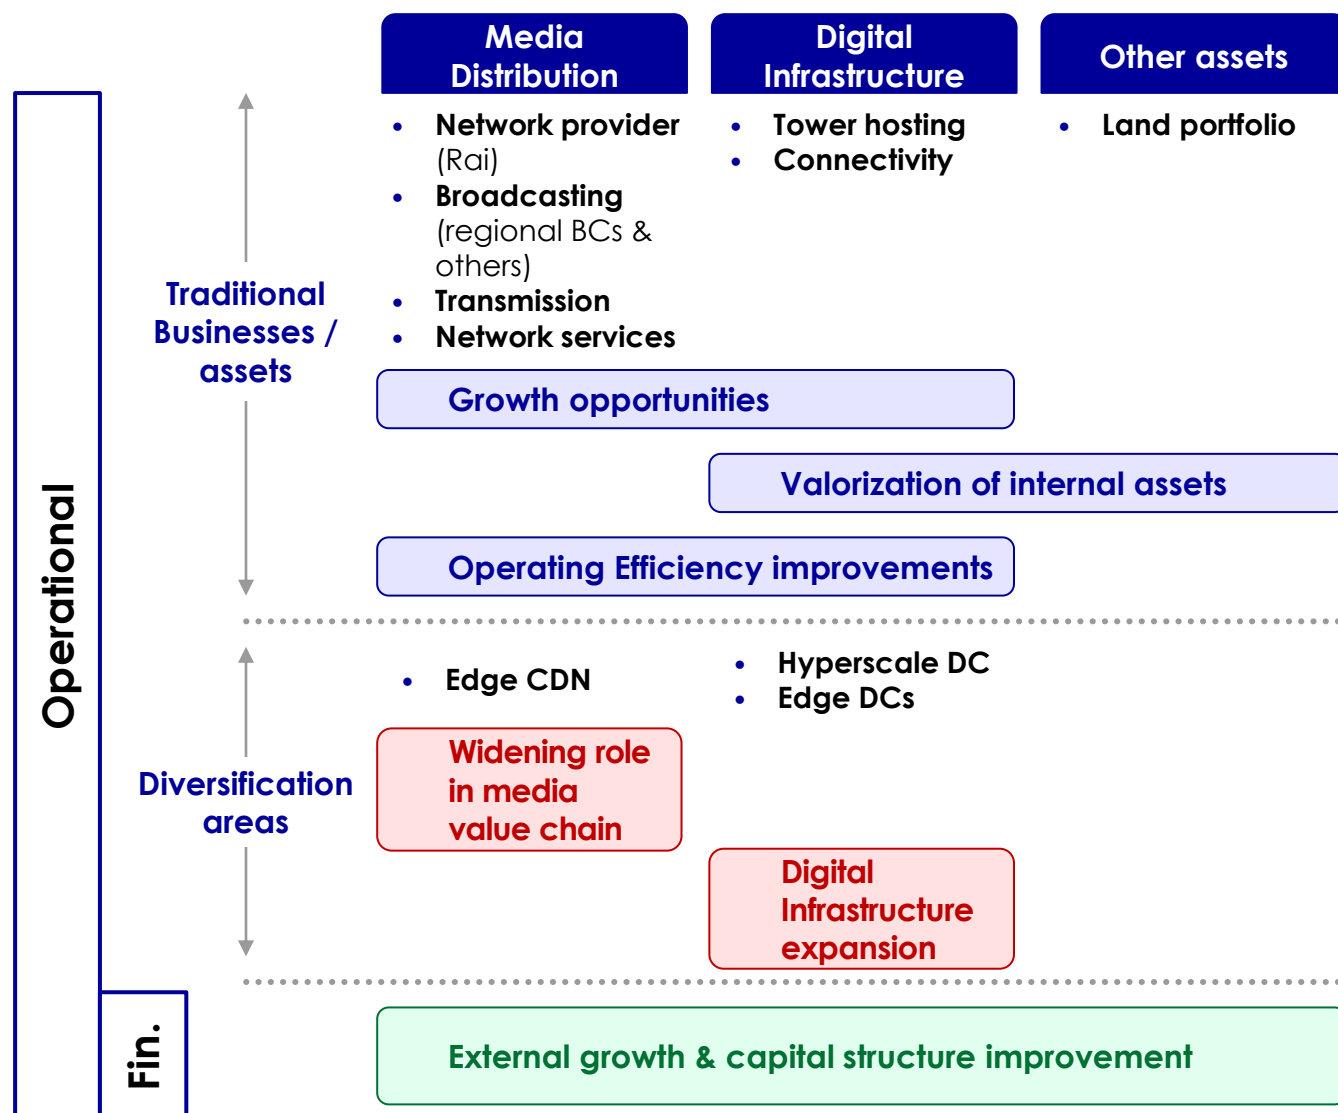 Media
Distribution
Digital
Infrastructure
Other assets
Operational
Traditional
Businesses /
assets
• Network provider
(Rai)
• Broadcasting
(regional BCs &
others)
• Transmission
• Network services
• Tower hosting
• Connectivity
• Land portfolio
Growth opportunities
Valorization of internal assets
Operating Efficiency improvements
Diversification
areas
• Edge CDN
• Hyperscale DC
• Edge DCs
Widening role
in media
value chain
Digital
Infrastructure
expansion
Fin.
External growth & capital structure improvement